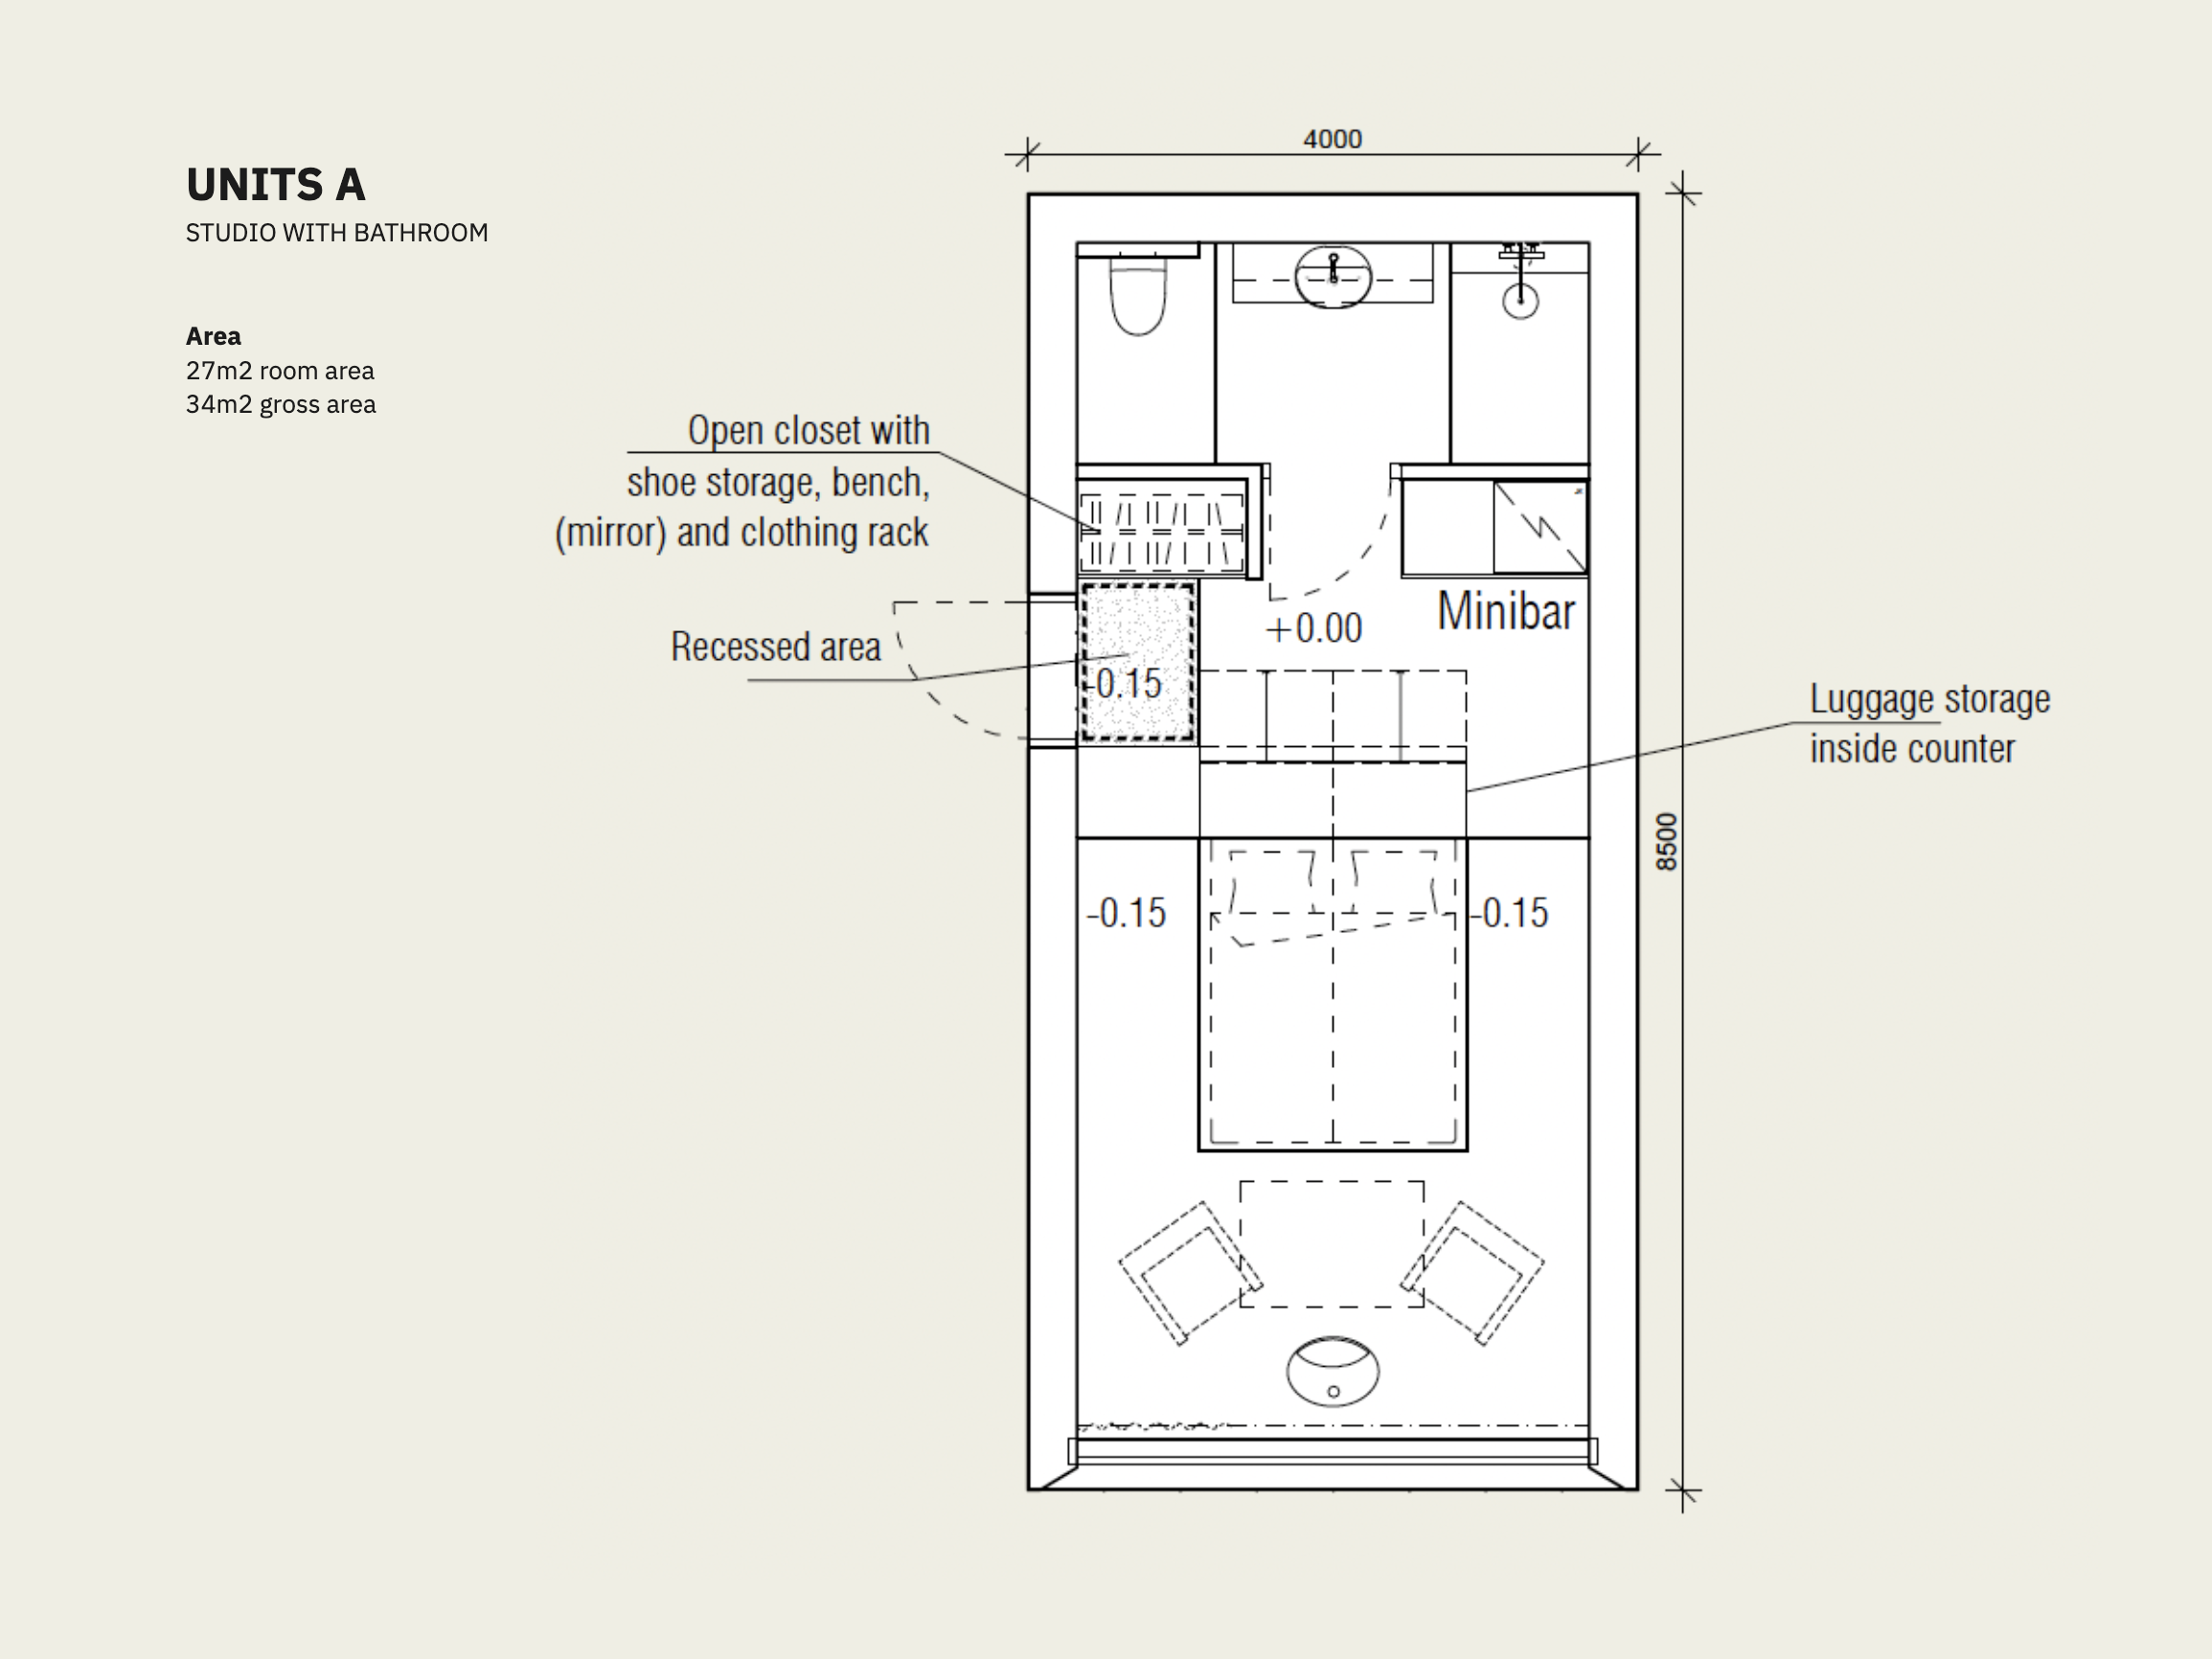 UNITS A
STUDIO WITH BATHROOM
Area
27m2 room area
34m2 gross area
4000
Open closet with
shoe storage, bench,
(mirror) and clothing rack
Minibar
+0.00
Recessed area
-0.15
Luggage storage
inside counter
8500
-0.15
-0.15